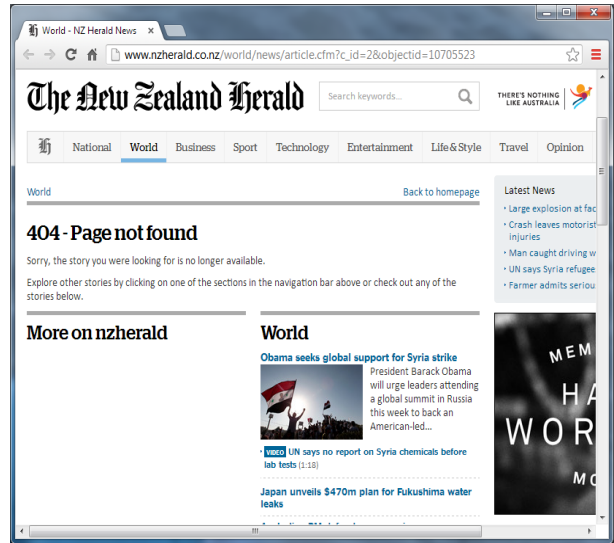 World - NZ Herald News
www.nzherald.co.nz/world/news/article.cfm?c_id=2&objectid=10705523
The New Zealand Herald
Search keywords...
THERE'S NOTHING
LIKE AUSTRALIA
National World Business Sport Technology Entertainment Life & Style Travel Opinion
World
Back to homepage
404 - Page not found
Sorry, the story you were looking for is no longer available.
Explore other stories by clicking on one of the sections in the navigation bar above or check out any of the
stories below.
More on nzherald
World
Obama seeks global support for Syria strike
President Barack Obama
will urge leaders attending
a global summit in Russia
this week to back an
American-led...
VIDEO UN says no report on Syria chemicals before
lab tests (1:18)
Japan unveils $470m plan for Fukushima water
leaks
Latest News
Large explosion at fac
Crash leaves motorist
injuries
Man caught driving w
UN says Syria refugee
Farmer admits seriou
MEM
HA
WOR
MO